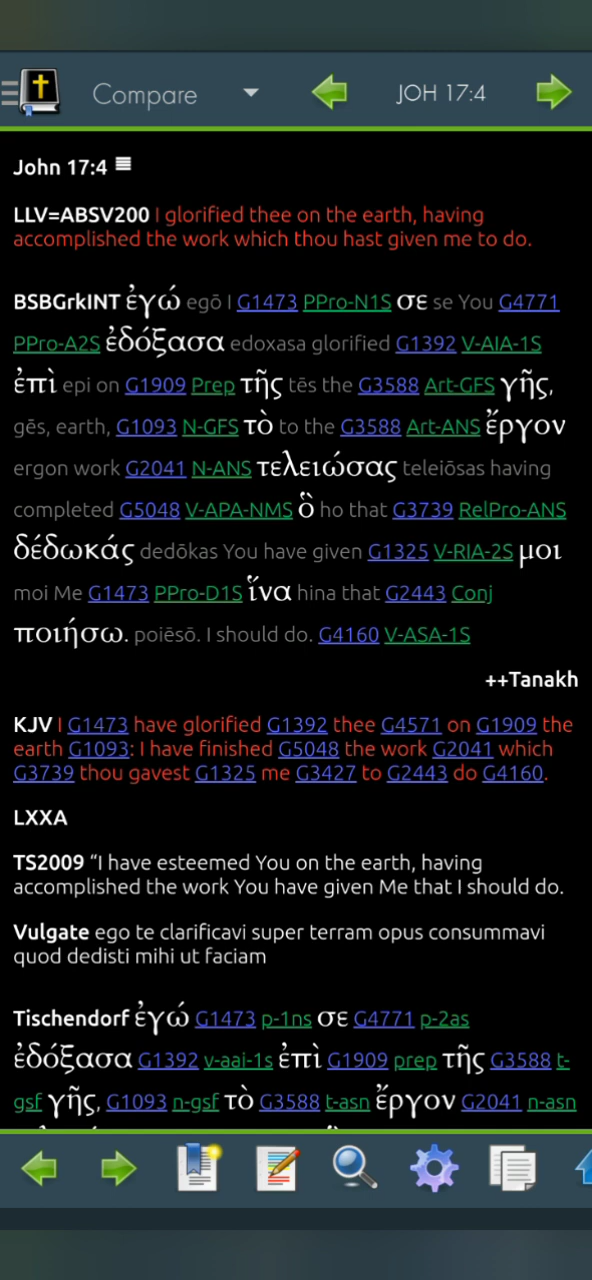 Compare
JOH 17:4
John 17:4
LLV=ABSV200 I glorified thee on the earth, having
accomplished the work which thou hast given me to do.
BSBGrkINT ἐγώ egō I G1473 PPro-N1S σε se You G4771
PPro-A2S ἐδόξασα edoxasa glorified G1392 V-AIA-1S
ἐπὶ epi on G1909 Prep τῆς tēs the G3588 Art-GFS γῆς,
gēs, earth, G1093 N-GFS τὸ to the G3588 Art-ANS ἔργον
ergon work G2041 N-ANS τελειώσας teleiōsas having
completed G5048 V-APA-NMS ὃ ho that G3739 RelPro-ANS
δέδωκάς dedōkas You have given G1325 V-RIA-2S μοι
moi Me G1473 PPro-D1S ἵνα hina that G2443 Conj
ποιήσω. poiēsō. I should do. G4160 V-ASA-1S
++Tanakh
KJV I G1473 have glorified G1392 thee G4571 on G1909 the
earth G1093: I have finished G5048 the work G2041 which
G3739 thou gavest G1325 me G3427 to G2443 do G4160.
LXXA
TS2009 “I have esteemed You on the earth, having
accomplished the work You have given Me that I should do.
Vulgate ego te clarificavi super terram opus consummavi
quod dedisti mihi ut faciam
Tischendorf ἐγώ G1473 p-1ns σε G4771 p-2as
ἐδόξασα G1392 v-aai-1s ἐπὶ G1909 prep τῆς G3588 t-
gsf γῆς, G1093 n-gsf τὸ G3588 t-asn ἔργον G2041 n-asn